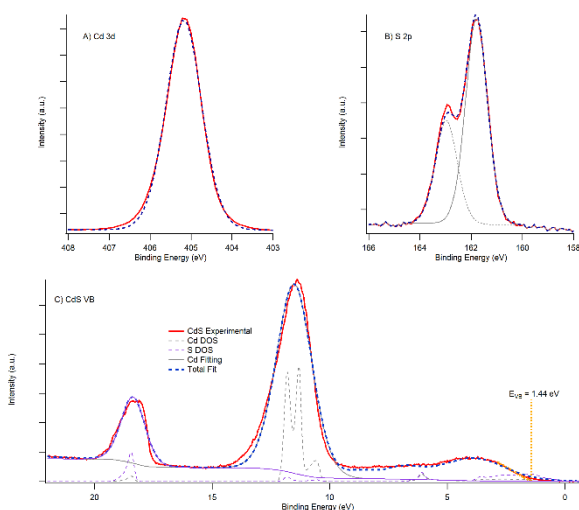 A) Cd 3d
Intensity (a.u.)
408 407 406 405 404 403
Binding Energy (eV)
B) S 2p
Intensity (a.u.)
166 164 162 160 158
Binding Energy (eV)
C) CdS VB
CdS Experimental
Cd DOS
S DOS
Cd Fitting
Total Fit
E_VB = 1.44 eV
Intensity (a.u.)
20 15 10 5 0
Binding Energy (eV)